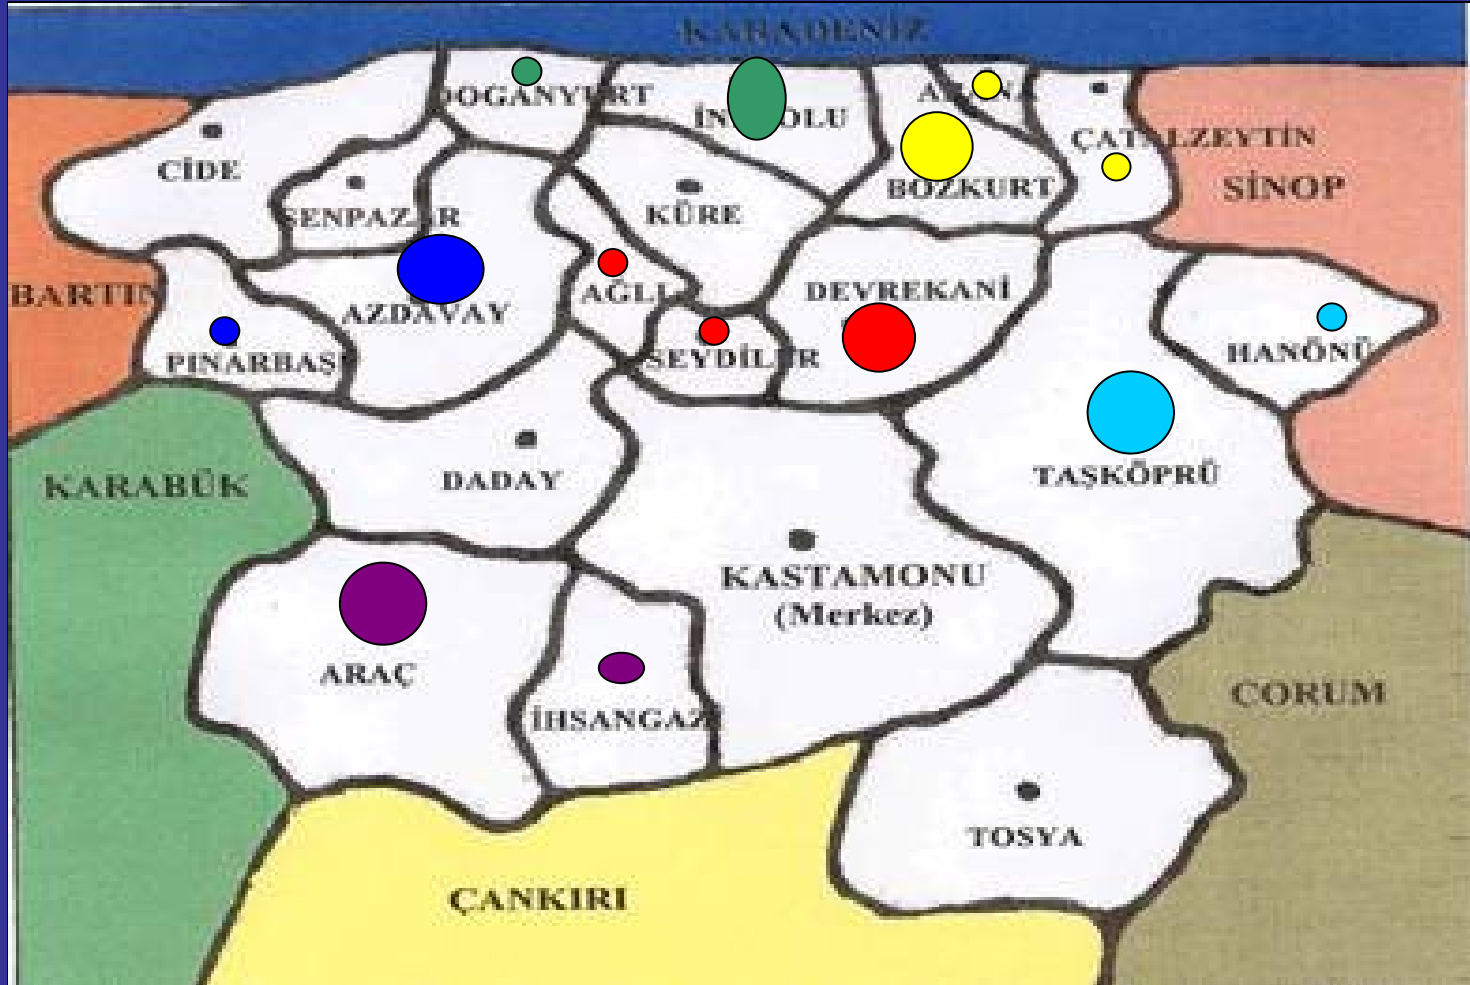 KARADENİZ
DOĞANYURT
İNEBOLU
ABANA
ÇATALZEYTİN
CİDE
SİNOP
BOZKURT
ŞENPAZAR
KÜRE
BARTIN
AĞLI
DEVREKANİ
AZDAVAY
PINARBAŞI
SEYDİLER
HANÖNÜ
KARABÜK
DADAY
TAŞKÖPRÜ
KASTAMONU
(Merkez)
ARAÇ
İHSANGAZİ
ÇORUM
TOSYA
ÇANKIRI